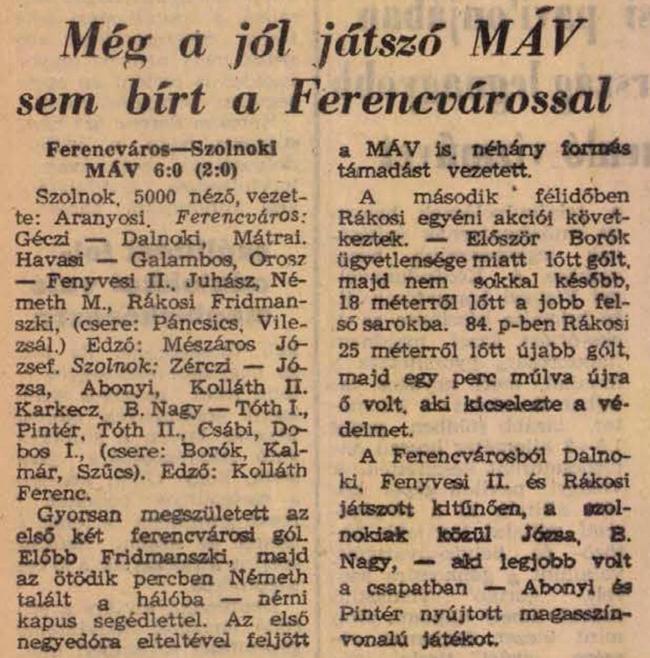 Még a jól játszó MÁV
sem bírt a Ferencvárossal
Ferencváros—Szolnoki
MÁV 6:0 (2:0)
Szolnok, 5000 néző, vezet-
te: Aranyosi. Ferencváros:
Géczi — Dalnoki, Mátrai.
Havasi — Galambos, Orosz
— Fenyvesi II., Juhász, Né-
meth M., Rákosi Fridman-
szki, (csere: Páncsics, Vile-
zsál.) Edző: Mészáros Jó-
zsef. Szolnok: Zérczi — Jó-
zsa, Abonyi, Kolláth II.
Karkecz, B. Nagy — Tóth I.,
Pintér, Tóth II., Csábi, Do-
bos I., (csere: Borók, Kal-
már, Szűcs). Edző: Kolláth
Ferenc.
Gyorsan megszületett az
első két ferencvárosi gól.
Előbb Fridmanszki, majd
az ötödik percben Németh
talált a hálóba — némi
kapus segédlettel. Az első
negyedóra elteltével feljött
a MÁV is, néhány formás
támadást vezetett.
A második félidőben
Rákosi egyéni akciói követ-
keztek. — Először Borók
ügyetlensége miatt lőtt gólt,
majd nem sokkal később,
18 méterről lőtt a jobb fel-
ső sarokba. 84. p-ben Rákosi
25 méterről lőtt újabb gólt,
majd egy perc múlva újra
ő volt, aki kicselezte a vé-
delmet.
A Ferencvárosból Dalno-
ki, Fenyvesi II. és Rákosi
játszott kitűnően, a szol-
nokiak közül Józsa, B.
Nagy, — aki legjobb volt
a csapatban — Abonyi és
Pintér nyújtott magasszín-
vonalú játékot.